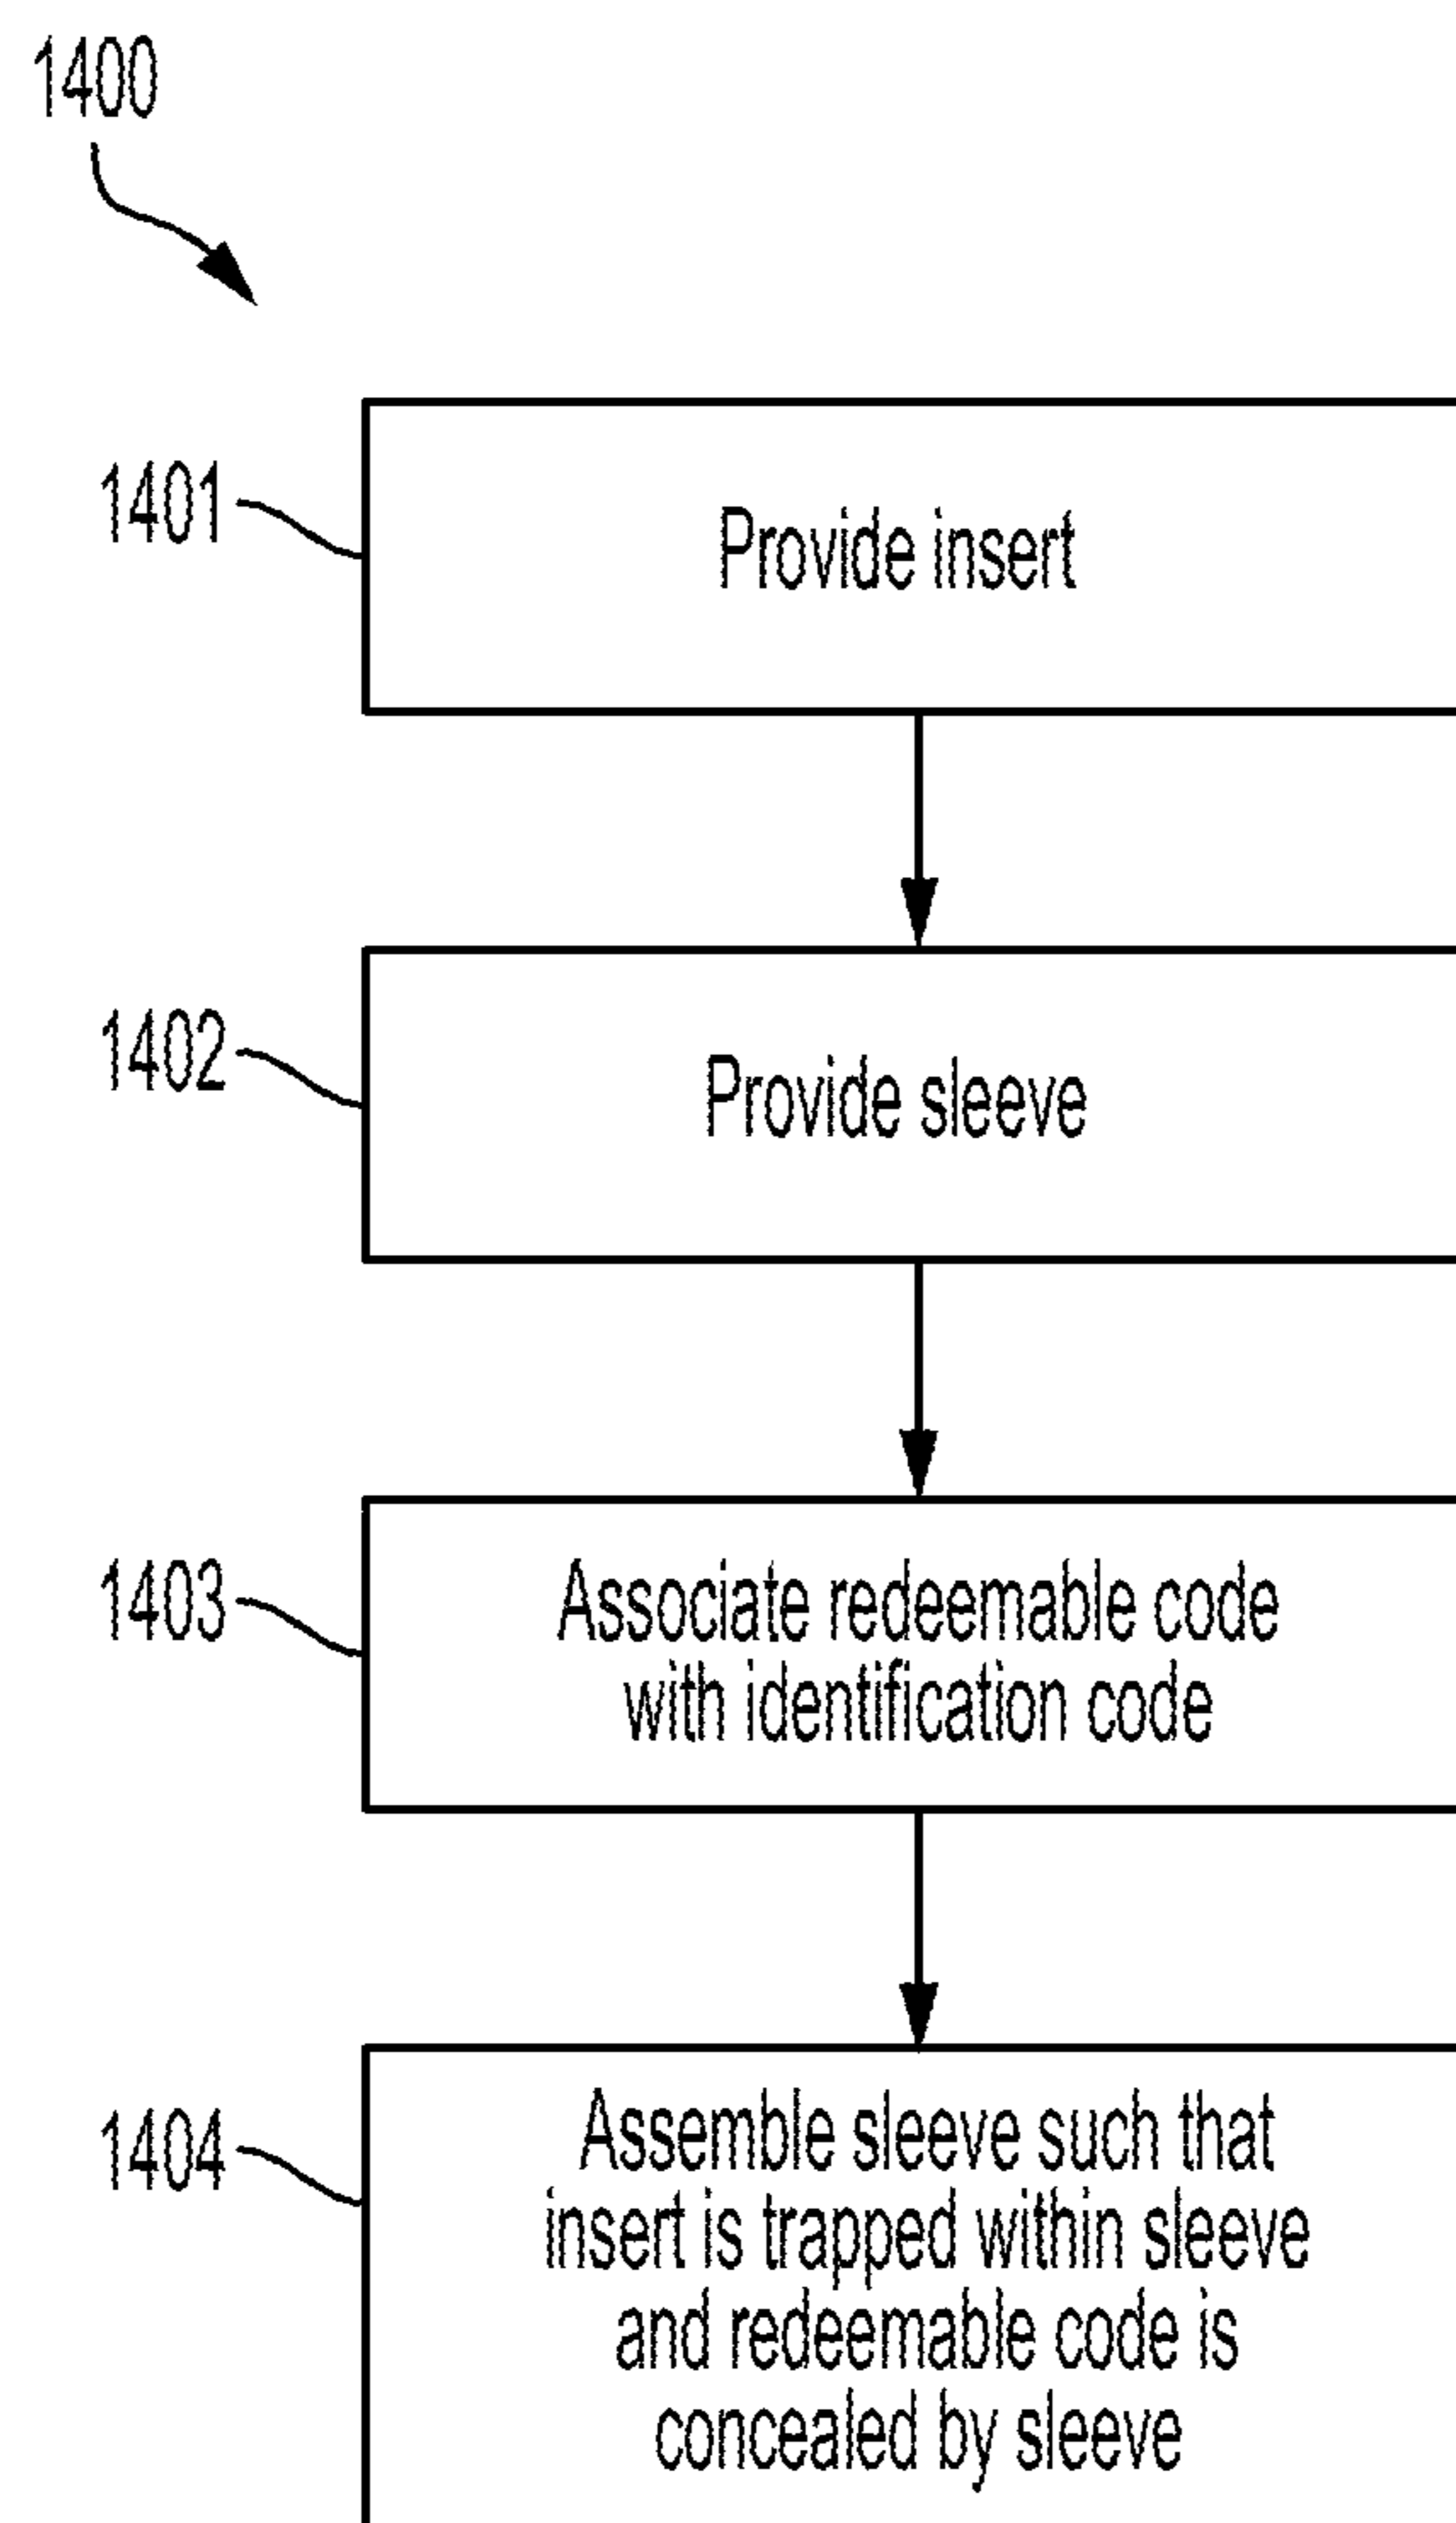 1400
1401
Provide insert
1402
Provide sleeve
1403
Associate redeemable code
with identification code
1404
Assemble sleeve such that
insert is trapped within sleeve
and redeemable code is
concealed by sleeve